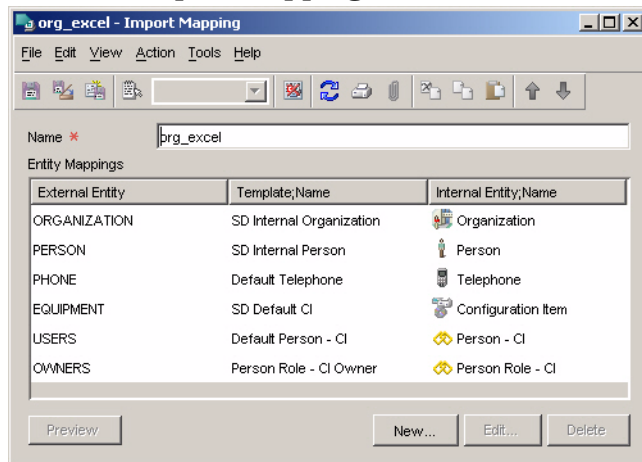 org_excel - Import Mapping
File Edit View Action Tools Help
Name * org_excel
Entity Mappings
External Entity Template;Name Internal Entity;Name
ORGANIZATION SD Internal Organization Organization
PERSON SD Internal Person Person
PHONE Default Telephone Telephone
EQUIPMENT SD Default CI Configuration Item
USERS Default Person - CI Person - CI
OWNERS Person Role - CI Owner Person Role - CI
Preview New... Edit... Delete